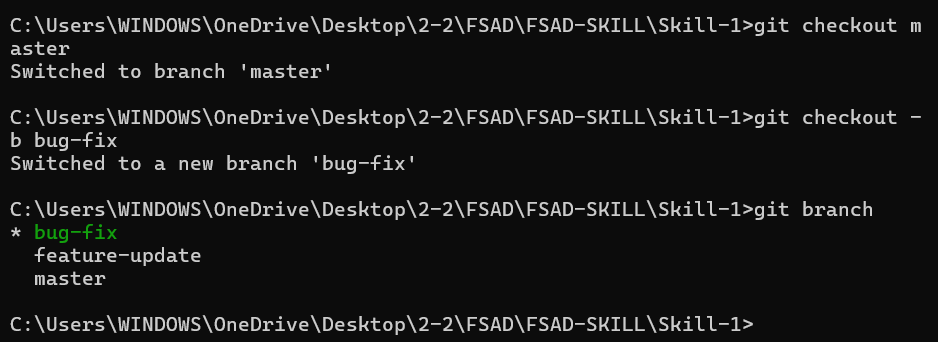 C:\Users\WINDOWS\OneDrive\Desktop\2-2\FSAD\FSAD-SKILL\Skill-1>git checkout m
aster
Switched to branch 'master'
C:\Users\WINDOWS\OneDrive\Desktop\2-2\FSAD\FSAD-SKILL\Skill-1>git checkout -
b bug-fix
Switched to a new branch 'bug-fix'
C:\Users\WINDOWS\OneDrive\Desktop\2-2\FSAD\FSAD-SKILL\Skill-1>git branch
* bug-fix
  feature-update
  master
C:\Users\WINDOWS\OneDrive\Desktop\2-2\FSAD\FSAD-SKILL\Skill-1>